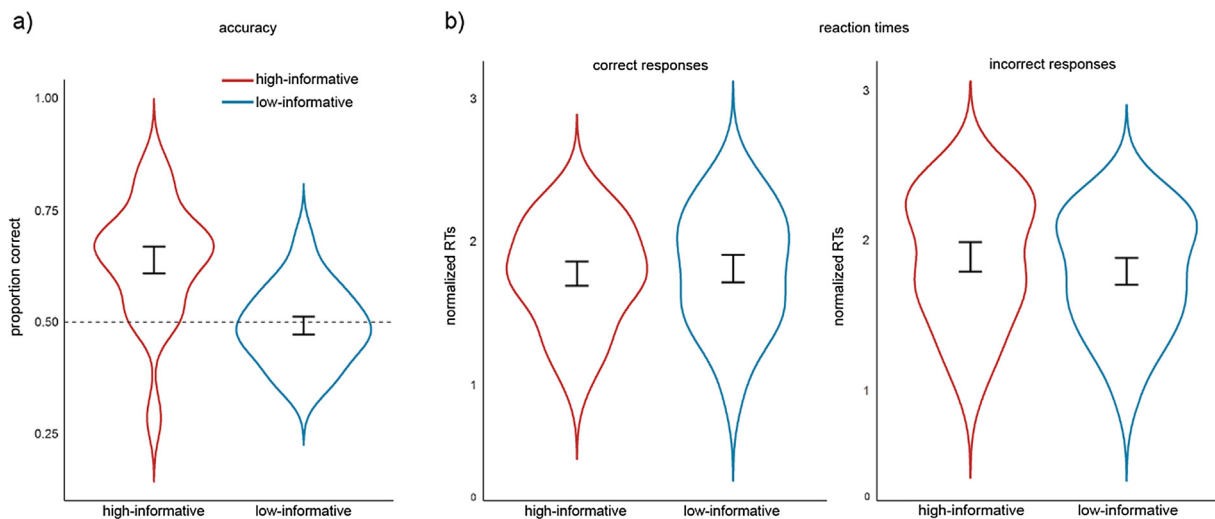 a)
accuracy
high-informative
low-informative
proportion correct
1.00
0.75
0.50
0.25
high-informative
low-informative
b)
reaction times
correct responses
normalized RTs
3
2
1
0
high-informative
low-informative
incorrect responses
normalized RTs
3
2
1
0
high-informative
low-informative